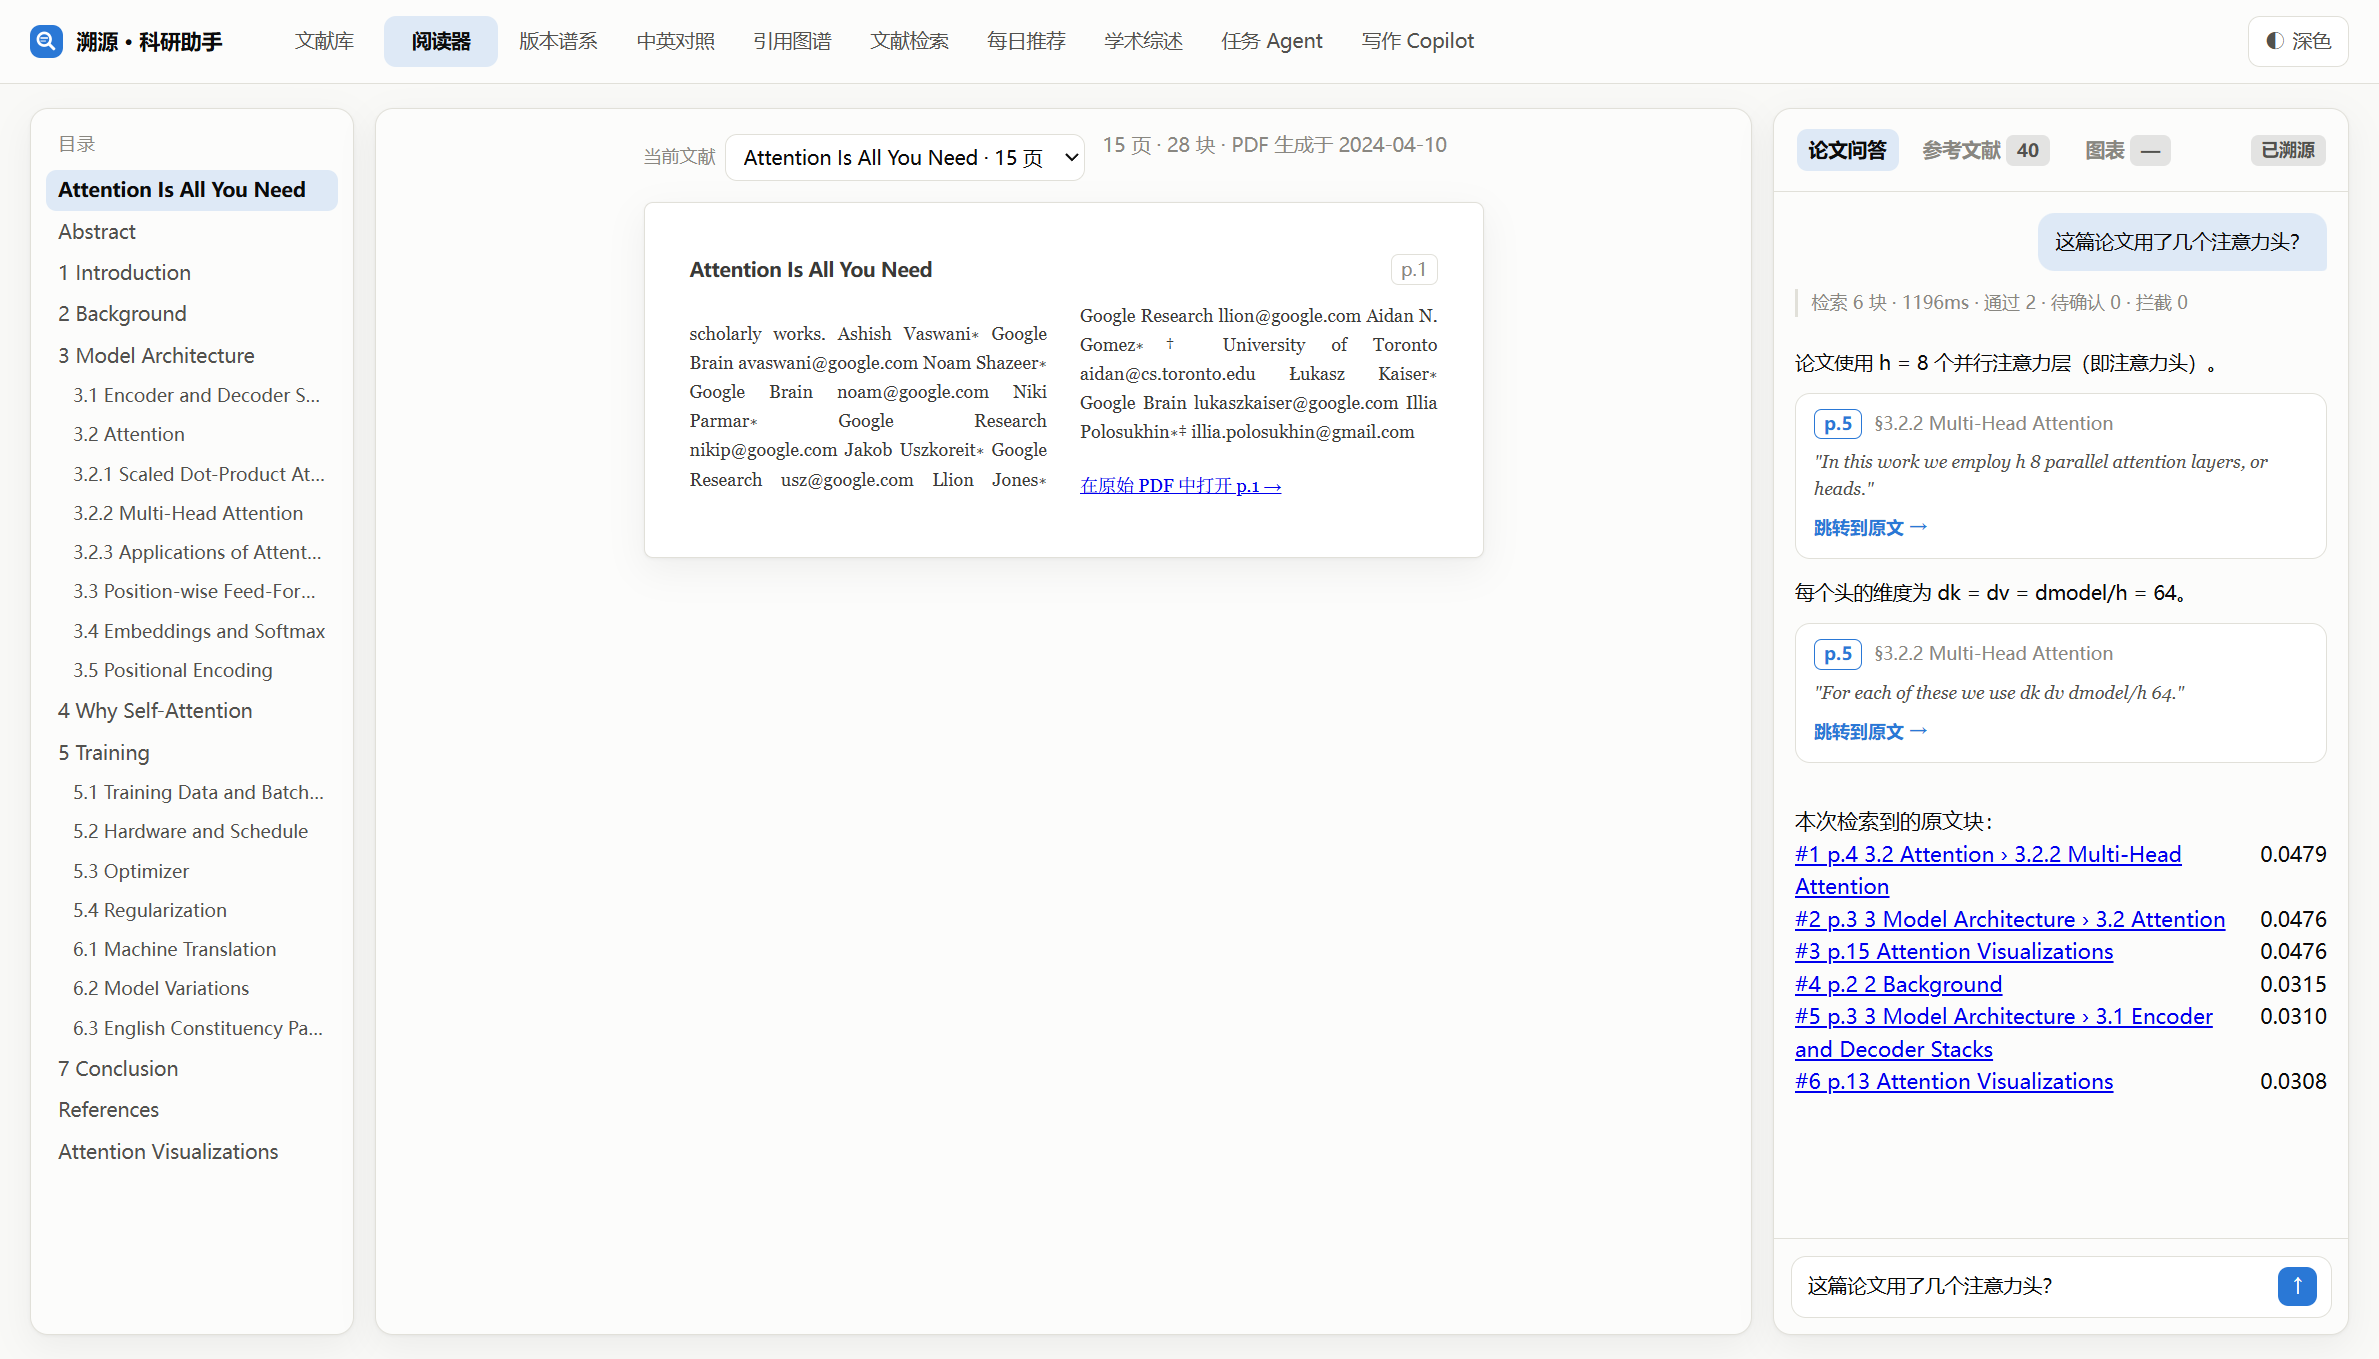 溯源 • 科研助手
文献库
阅读器
版本谱系
中英对照
引用图谱
文献检索
每日推荐
学术综述
任务 Agent
写作 Copilot
深色
目录
Attention Is All You Need
Abstract
1 Introduction
2 Background
3 Model Architecture
3.1 Encoder and Decoder S...
3.2 Attention
3.2.1 Scaled Dot-Product At...
3.2.2 Multi-Head Attention
3.2.3 Applications of Attent...
3.3 Position-wise Feed-For...
3.4 Embeddings and Softmax
3.5 Positional Encoding
4 Why Self-Attention
5 Training
5.1 Training Data and Batch...
5.2 Hardware and Schedule
5.3 Optimizer
5.4 Regularization
6.1 Machine Translation
6.2 Model Variations
6.3 English Constituency Pa...
7 Conclusion
References
Attention Visualizations
当前文献
Attention Is All You Need · 15 页
15 页 · 28 块 · PDF 生成于 2024-04-10
Attention Is All You Need
p.1
scholarly works. Ashish Vaswani∗ Google
Brain avaswani@google.com Noam Shazeer∗
Google Brain noam@google.com Niki
Parmar∗ Google Research
nikip@google.com Jakob Uszkoreit∗ Google
Research usz@google.com Llion Jones∗
Google Research llion@google.com Aidan N.
Gomez∗ † University of Toronto
aidan@cs.toronto.edu Łukasz Kaiser∗
Google Brain lukaszkaiser@google.com Illia
Polosukhin∗‡ illia.polosukhin@gmail.com
在原始 PDF 中打开 p.1 →
论文问答
参考文献 40
图表 —
已溯源
这篇论文用了几个注意力头？
检索 6 块 · 1196ms · 通过 2 · 待确认 0 · 拦截 0
论文使用 h = 8 个并行注意力层（即注意力头）。
p.5 §3.2.2 Multi-Head Attention
"In this work we employ h 8 parallel attention layers, or
heads."
跳转到原文 →
每个头的维度为 dk = dv = dmodel/h = 64。
p.5 §3.2.2 Multi-Head Attention
"For each of these we use dk dv dmodel/h 64."
跳转到原文 →
本次检索到的原文块：
#1 p.4 3.2 Attention › 3.2.2 Multi-Head 0.0479
Attention
#2 p.3 3 Model Architecture › 3.2 Attention 0.0476
#3 p.15 Attention Visualizations 0.0476
#4 p.2 2 Background 0.0315
#5 p.3 3 Model Architecture › 3.1 Encoder 0.0310
and Decoder Stacks
#6 p.13 Attention Visualizations 0.0308
这篇论文用了几个注意力头？
↑